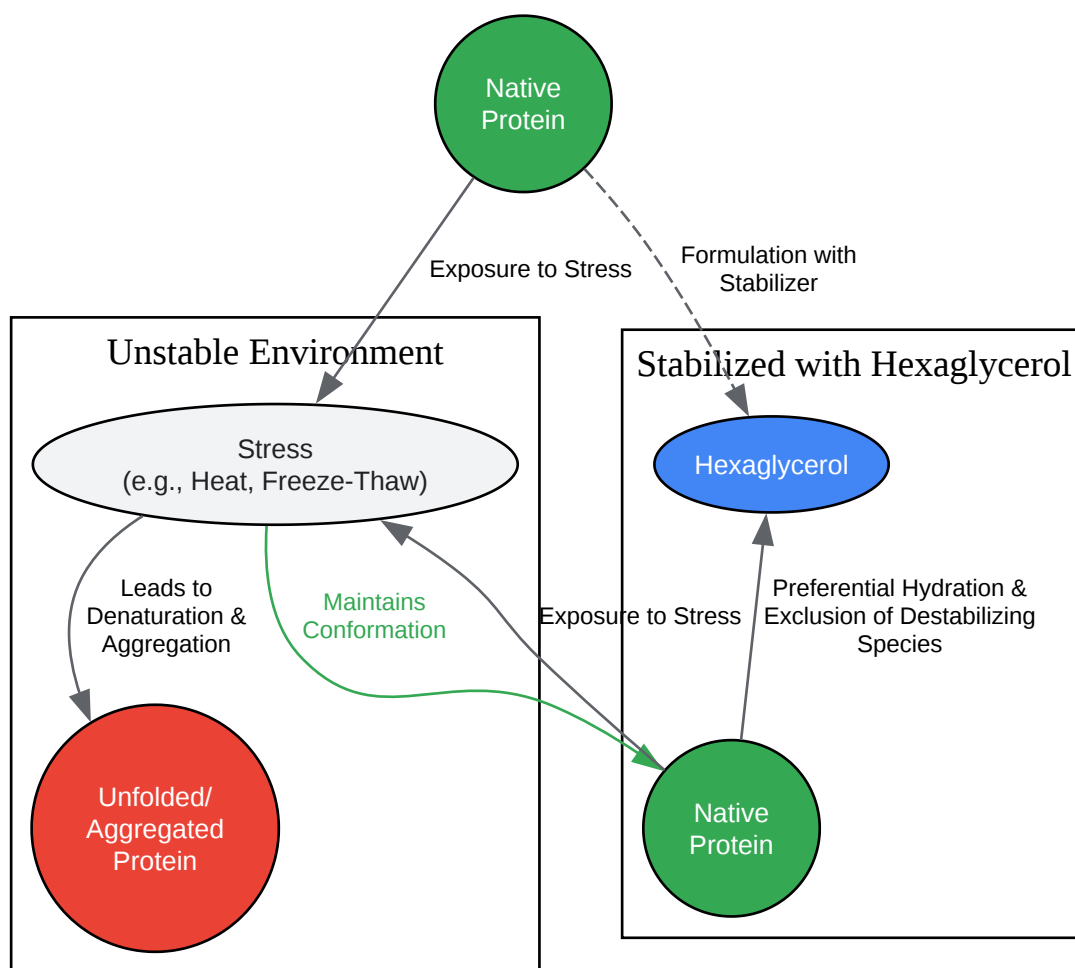 Native
Protein
Exposure to Stress
Formulation with
Stabilizer
Unstable Environment
Stabilized with Hexaglycerol
Stress
(e.g., Heat, Freeze-Thaw)
Hexaglycerol
Leads to
Denaturation &
Aggregation
Maintains
Conformation
Exposure to Stress
Preferential Hydration &
Exclusion of Destabilizing
Species
Unfolded/
Aggregated
Protein
Native
Protein